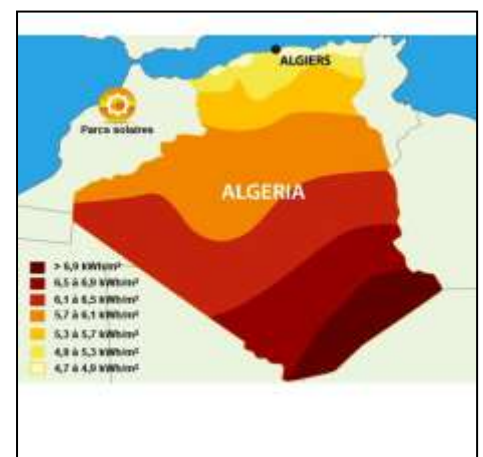 ALGIERS
Parcs solaires
ALGERIA
> 6,9 kWh/m²
6,5 à 6,9 kWh/m²
6,1 à 6,5 kWh/m²
5,7 à 6,1 kWh/m²
5,3 à 5,7 kWh/m²
4,9 à 5,3 kWh/m²
4,7 à 4,9 kWh/m²